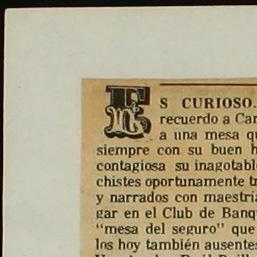 ES CURIOSO.
recuerdo a Car
a una mesa qu
siempre con su buen h
contagiosa su inagotabl
chistes oportunamente tr
y narrados con maestría
gar en el Club de Banq
"mesa del seguro" que
los hoy también ausentes